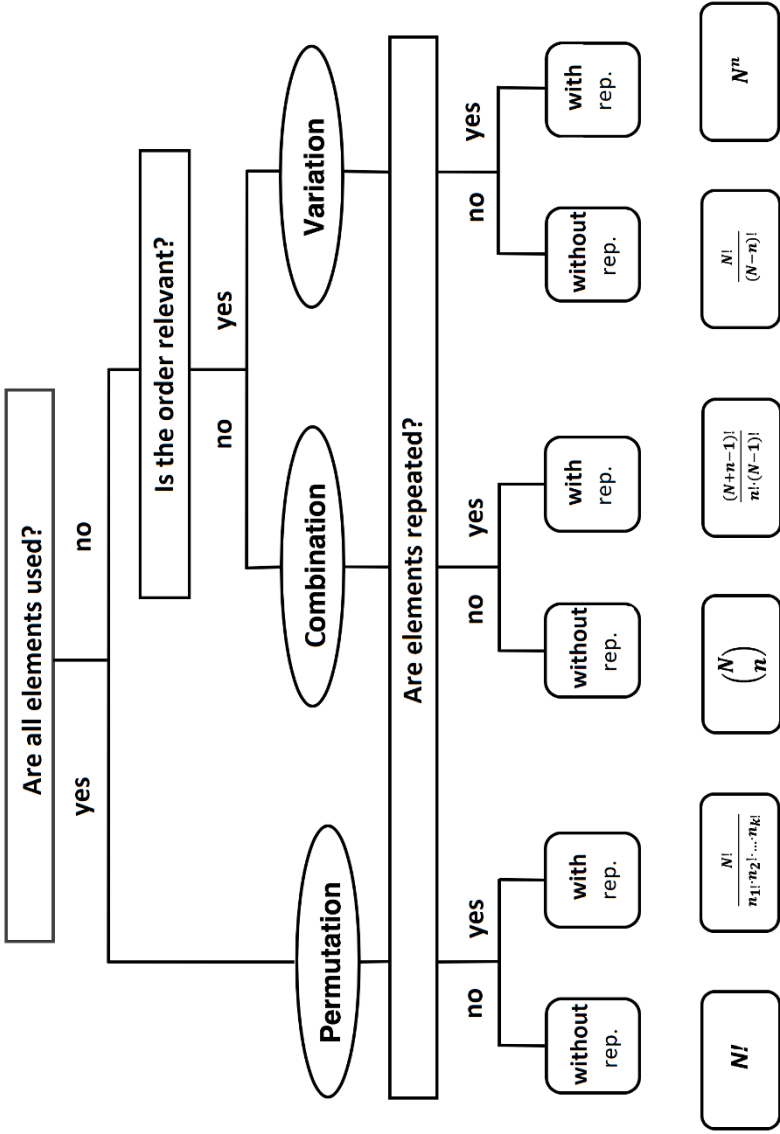 Are all elements used?
yes
no
Is the order relevant?
no
yes
Permutation
Combination
Variation
Are elements repeated?
no
yes
no
yes
no
yes
without
rep.
with
rep.
without
rep.
with
rep.
without
rep.
with
rep.
N!
N!
n₁!·n₂!·...·nₖ!
(N
n)
(N+n−1)!
n!·(N−1)!
N!
(N−n)!
Nⁿ